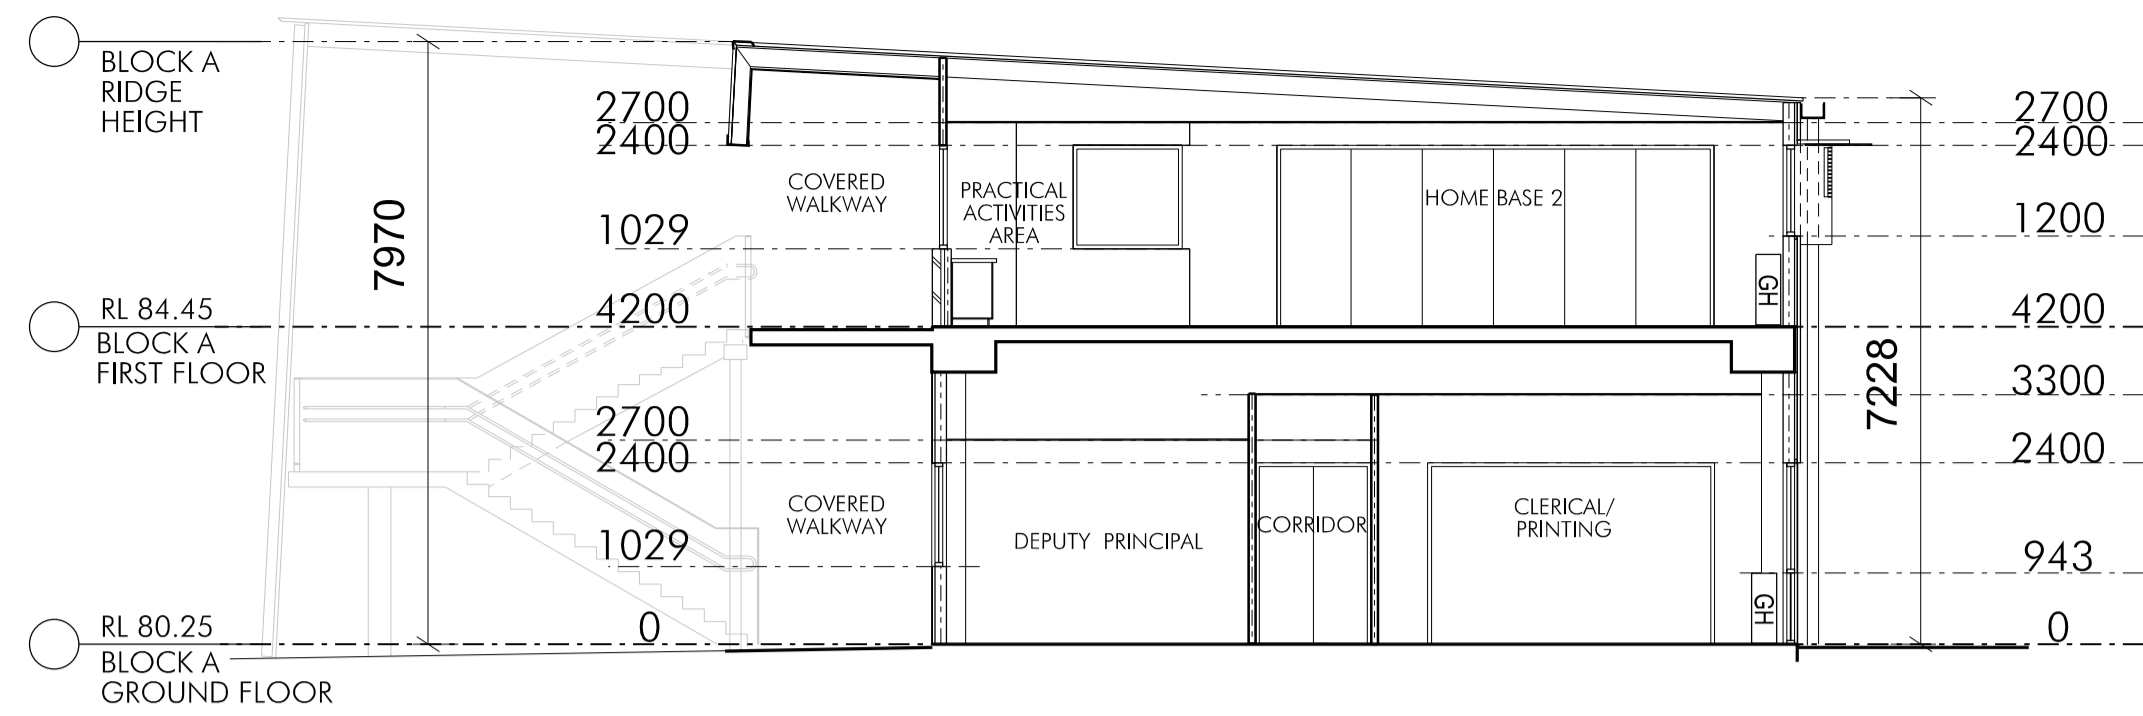 BLOCK A
RIDGE
HEIGHT
7970
RL 84.45
BLOCK A
FIRST FLOOR
RL 80.25
BLOCK A
GROUND FLOOR
2700
2400
1029
4200
2700
2400
1029
0
COVERED
WALKWAY
PRACTICAL
ACTIVITIES
AREA
HOME BASE 2
GH
COVERED
WALKWAY
DEPUTY PRINCIPAL
CORRIDOR
CLERICAL/
PRINTING
GH
7228
2700
2400
1200
4200
3300
2400
943
0